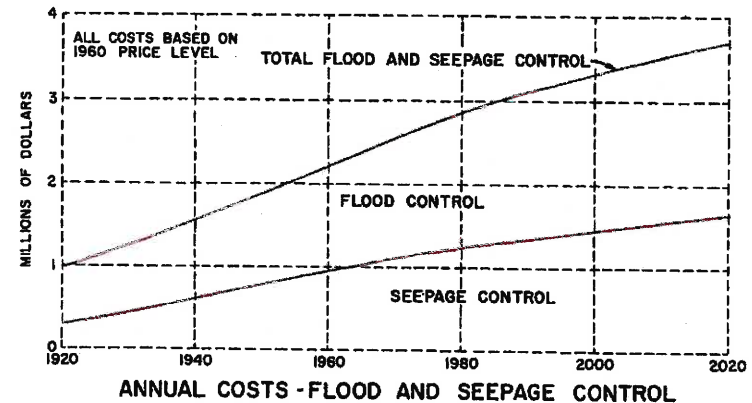 4
ALL COSTS BASED ON
1960 PRICE LEVEL
TOTAL FLOOD AND SEEPAGE CONTROL
3
MILLIONS OF DOLLARS
2
FLOOD CONTROL
1
SEEPAGE CONTROL
0
1920 1940 1960 1980 2000 2020
ANNUAL COSTS - FLOOD AND SEEPAGE CONTROL